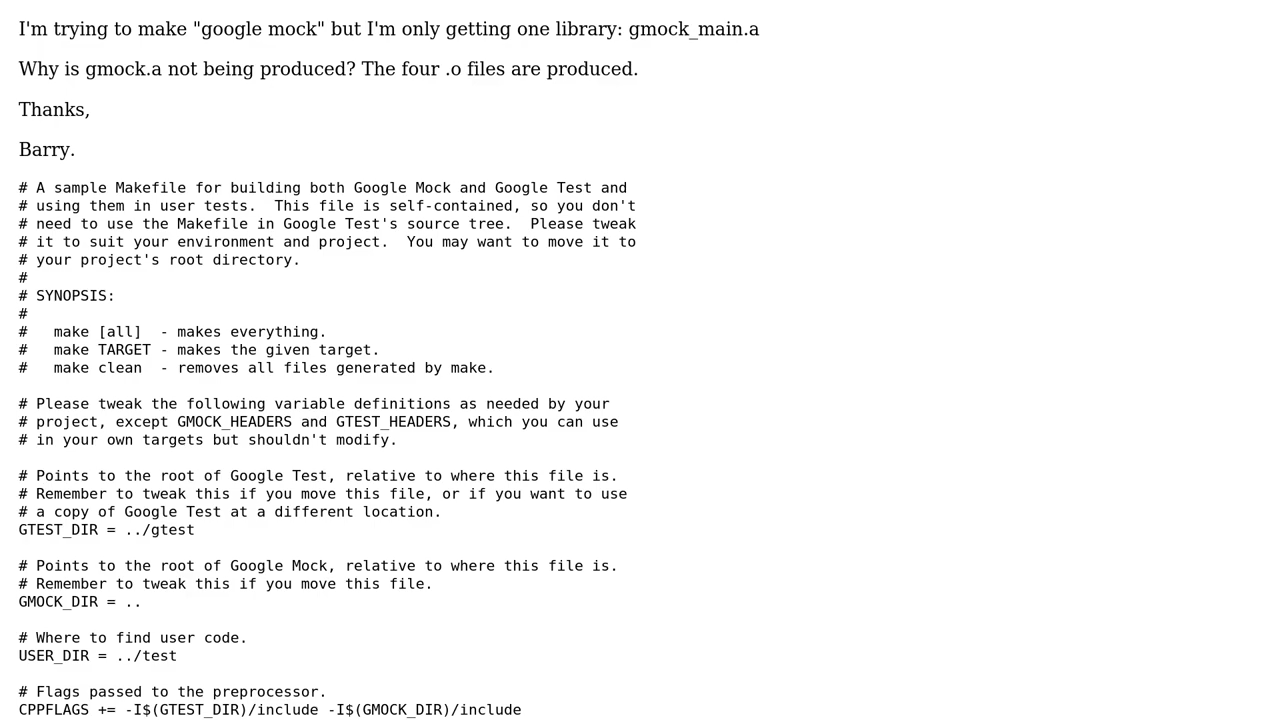 I'm trying to make "google mock" but I'm only getting one library: gmock_main.a
Why is gmock.a not being produced? The four .o files are produced.
Thanks,
Barry.
# A sample Makefile for building both Google Mock and Google Test and
# using them in user tests.  This file is self-contained, so you don't
# need to use the Makefile in Google Test's source tree.  Please tweak
# it to suit your environment and project.  You may want to move it to
# your project's root directory.
#
# SYNOPSIS:
#
#   make [all]  - makes everything.
#   make TARGET - makes the given target.
#   make clean  - removes all files generated by make.
# Please tweak the following variable definitions as needed by your
# project, except GMOCK_HEADERS and GTEST_HEADERS, which you can use
# in your own targets but shouldn't modify.
# Points to the root of Google Test, relative to where this file is.
# Remember to tweak this if you move this file, or if you want to use
# a copy of Google Test at a different location.
GTEST_DIR = ../gtest
# Points to the root of Google Mock, relative to where this file is.
# Remember to tweak this if you move this file.
GMOCK_DIR = ..
# Where to find user code.
USER_DIR = ../test
# Flags passed to the preprocessor.
CPPFLAGS += -I$(GTEST_DIR)/include -I$(GMOCK_DIR)/include